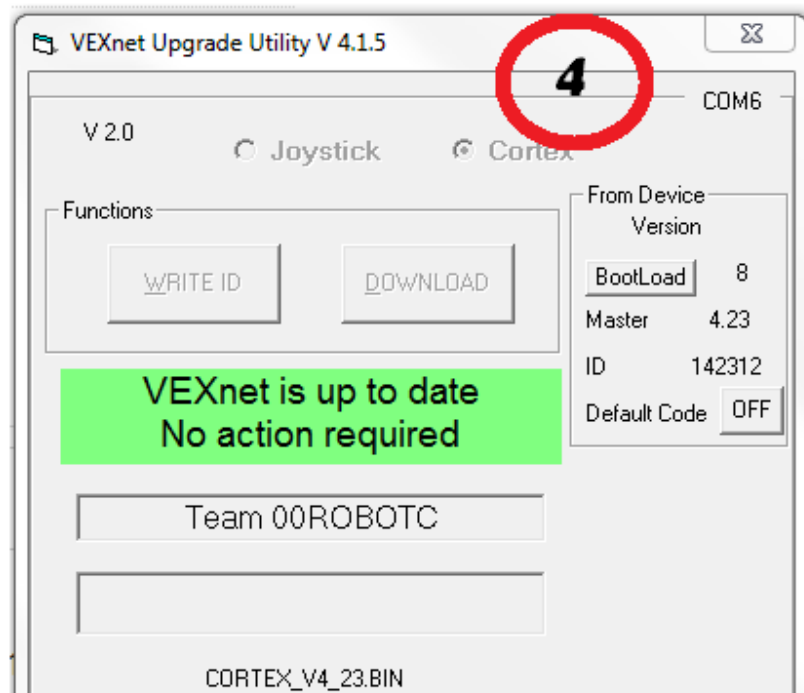 VEXnet Upgrade Utility V 4.1.5
4
COM6
V 2.0
Joystick
Cortex
Functions
WRITE ID
DOWNLOAD
From Device
Version
BootLoad 8
Master 4.23
ID 142312
Default Code OFF
VEXnet is up to date
No action required
Team 00ROBOTC
CORTEX_V4_23.BIN